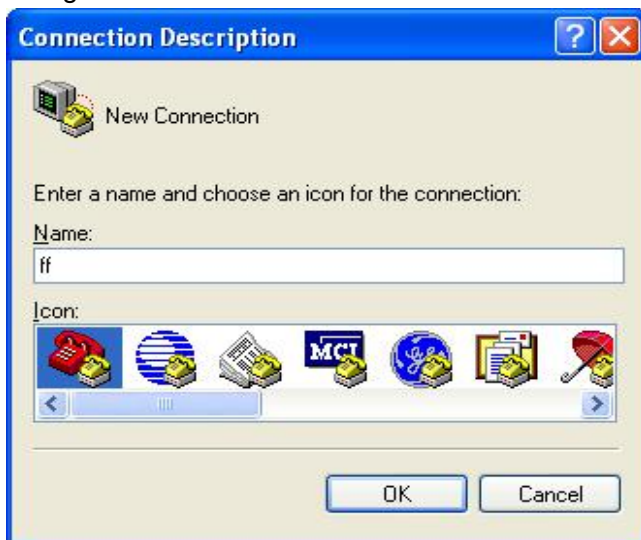 Connection Description
New Connection
Enter a name and choose an icon for the connection:
Name:
ff
Icon:
MCI
OK Cancel